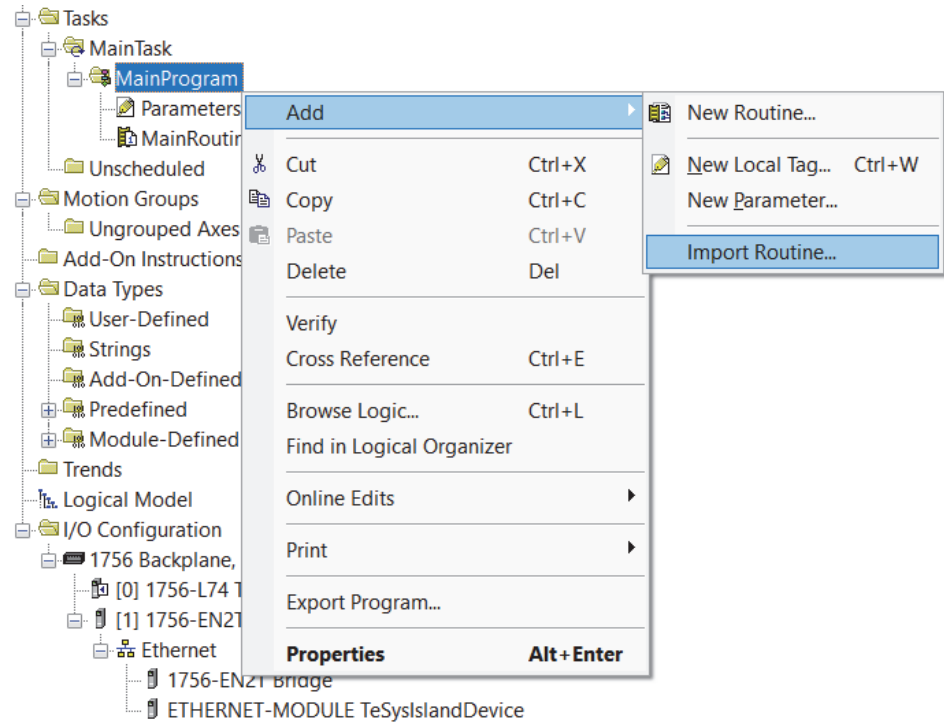 Tasks
MainTask
MainProgram
Parameters
MainRoutin
Unscheduled
Motion Groups
Ungrouped Axes
Add-On Instructions
Data Types
User-Defined
Strings
Add-On-Defined
Predefined
Module-Defined
Trends
Logical Model
I/O Configuration
1756 Backplane,
[0] 1756-L74 T
[1] 1756-EN2T
Ethernet
1756-EN2T Bridge
ETHERNET-MODULE TeSysIslandDevice
Add
Cut Ctrl+X
Copy Ctrl+C
Paste Ctrl+V
Delete Del
Verify
Cross Reference Ctrl+E
Browse Logic... Ctrl+L
Find in Logical Organizer
Online Edits
Print
Export Program...
Properties Alt+Enter
New Routine...
New Local Tag... Ctrl+W
New Parameter...
Import Routine...